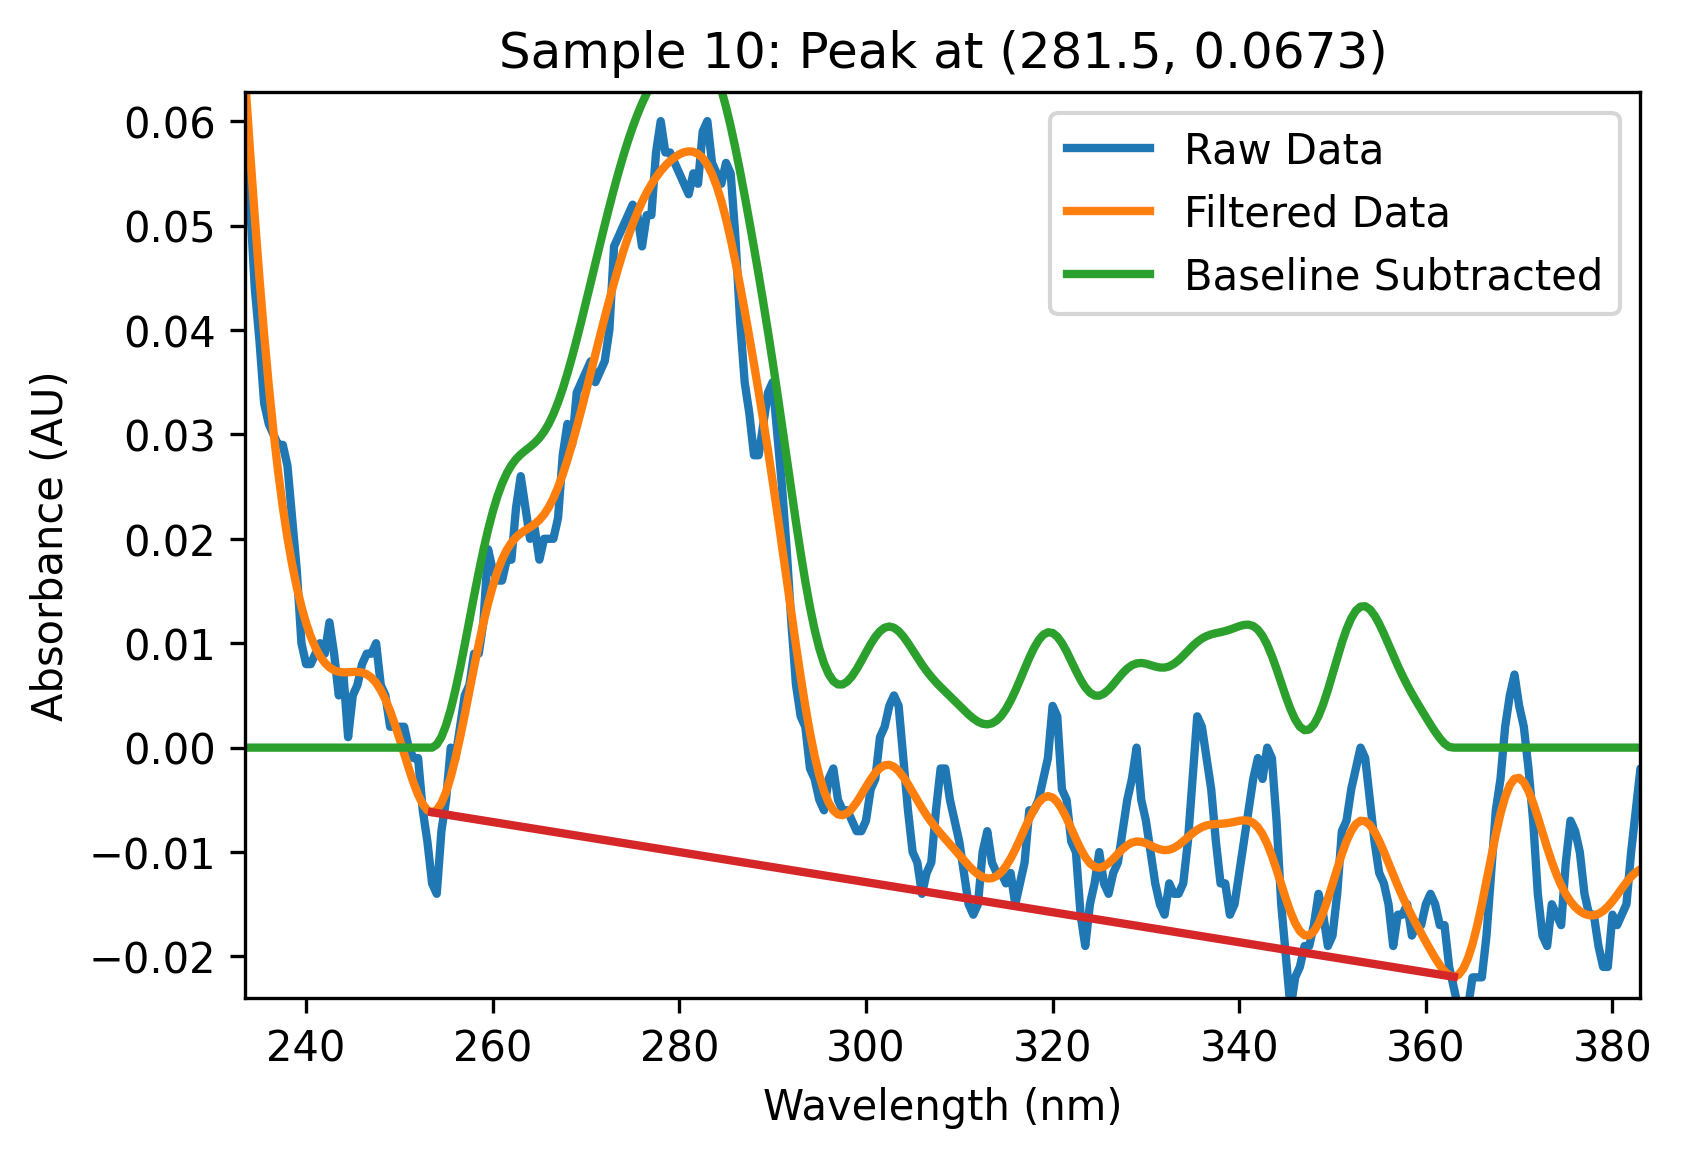 Sample 10: Peak at (281.5, 0.0673)
Raw Data
Filtered Data
Baseline Subtracted
Absorbance (AU)
0.06
0.05
0.04
0.03
0.02
0.01
0.00
−0.01
−0.02
240 260 280 300 320 340 360 380
Wavelength (nm)